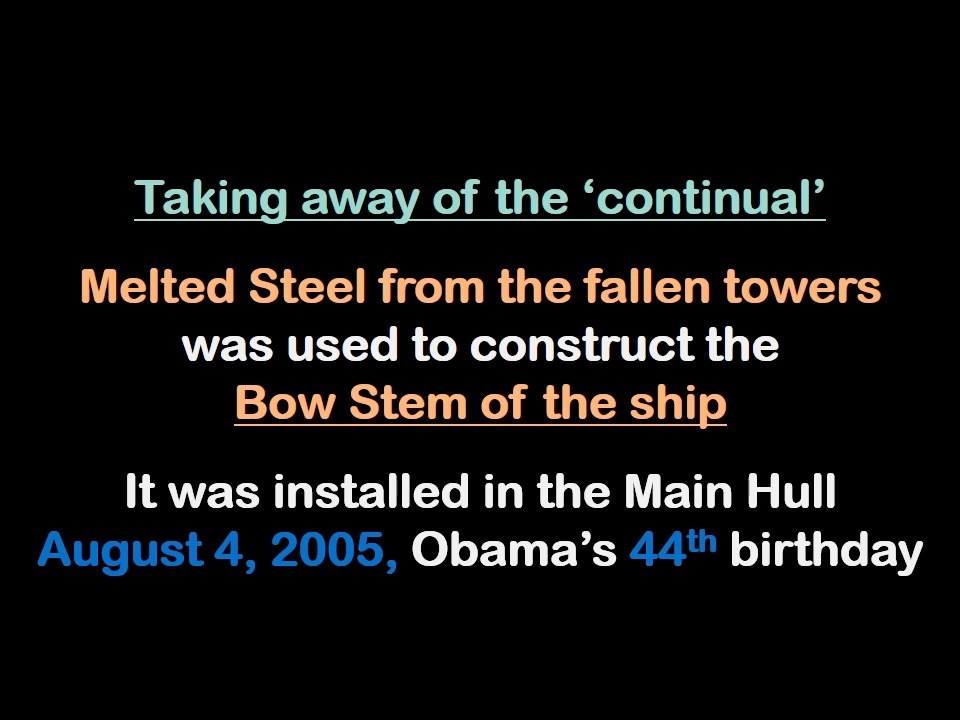 Taking away of the ‘continual’
Melted Steel from the fallen towers
was used to construct the
Bow Stem of the ship
It was installed in the Main Hull
August 4, 2005, Obama’s 44th birthday